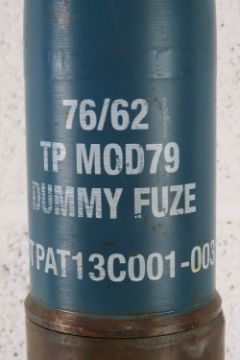 76/62
TP MOD79
DUMMY FUZE
TPAT13C001-003